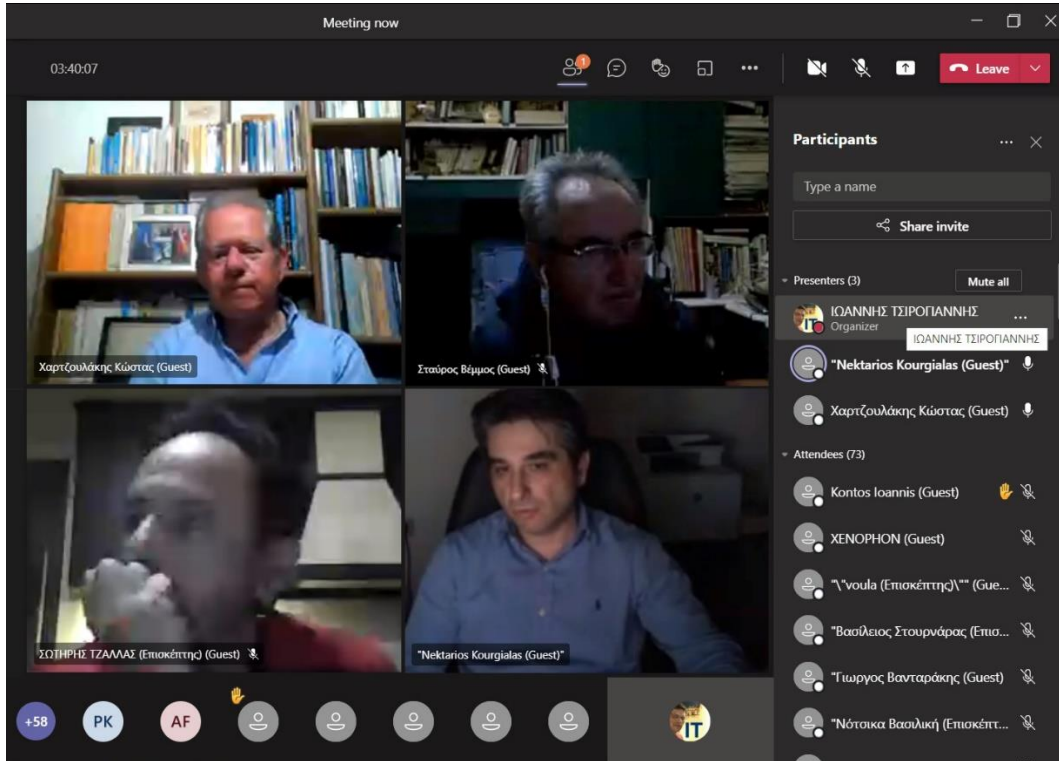 Meeting now
03:40:07
1
Leave
Χαρτζουλάκης Κώστας (Guest)
Σταύρος Βέμμος (Guest)
ΣΩΤΗΡΗΣ ΤΖΑΛΛΑΣ (Επισκέπτης) (Guest)
"Nektarios Kourgialas (Guest)"
+58
PK
AF
IT
Participants
Type a name
Share invite
Presenters (3)
Mute all
ΙΩΑΝΝΗΣ ΤΣΙΡΟΓΙΑΝΝΗΣ
Organizer
ΙΩΑΝΝΗΣ ΤΣΙΡΟΓΙΑΝΝΗΣ
"Nektarios Kourgialas (Guest)"
Χαρτζουλάκης Κώστας (Guest)
Attendees (73)
Kontos Ioannis (Guest)
XENOPHON (Guest)
"\"voula (Επισκέπτης)\"" (Gue...
"Βασίλειος Στουρνάρας (Επισ...
"Γιωργος Βανταράκης (Guest)
"Νότσικα Βασιλική (Επισκέπτ...